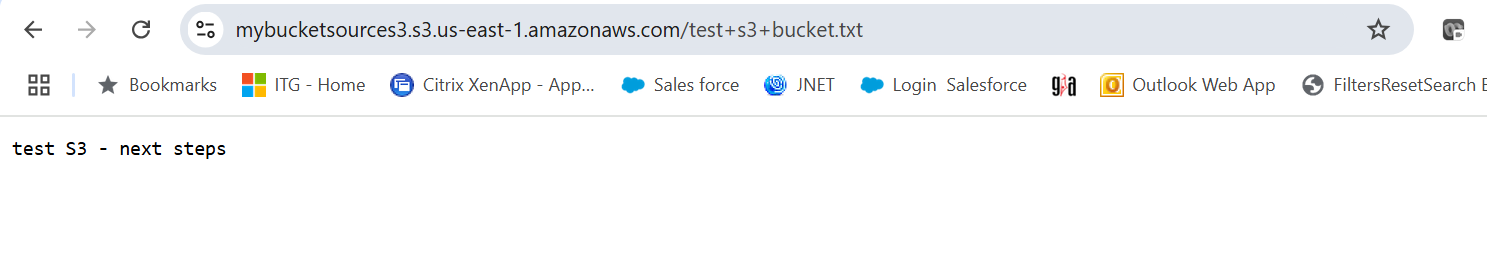 mybucketsources3.s3.us-east-1.amazonaws.com/test+s3+bucket.txt
Bookmarks ITG - Home Citrix XenApp - App... Sales force JNET Login Salesforce Outlook Web App FiltersResetSearch
test S3 - next steps